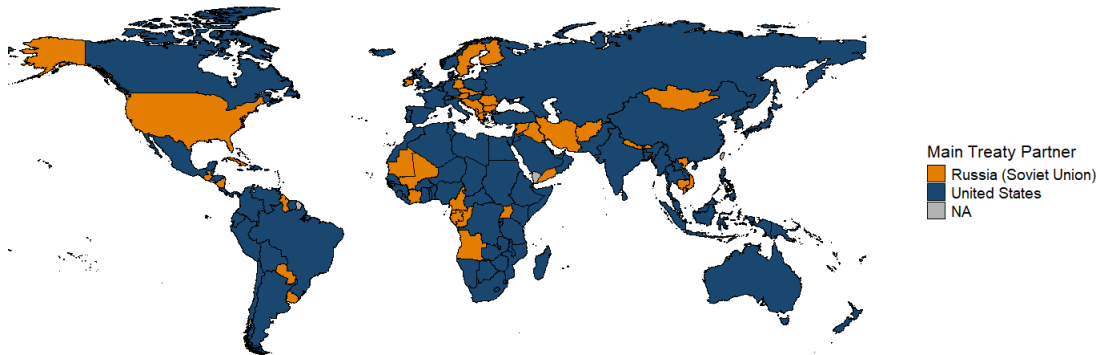 Main Treaty Partner
Russia (Soviet Union)
United States
NA